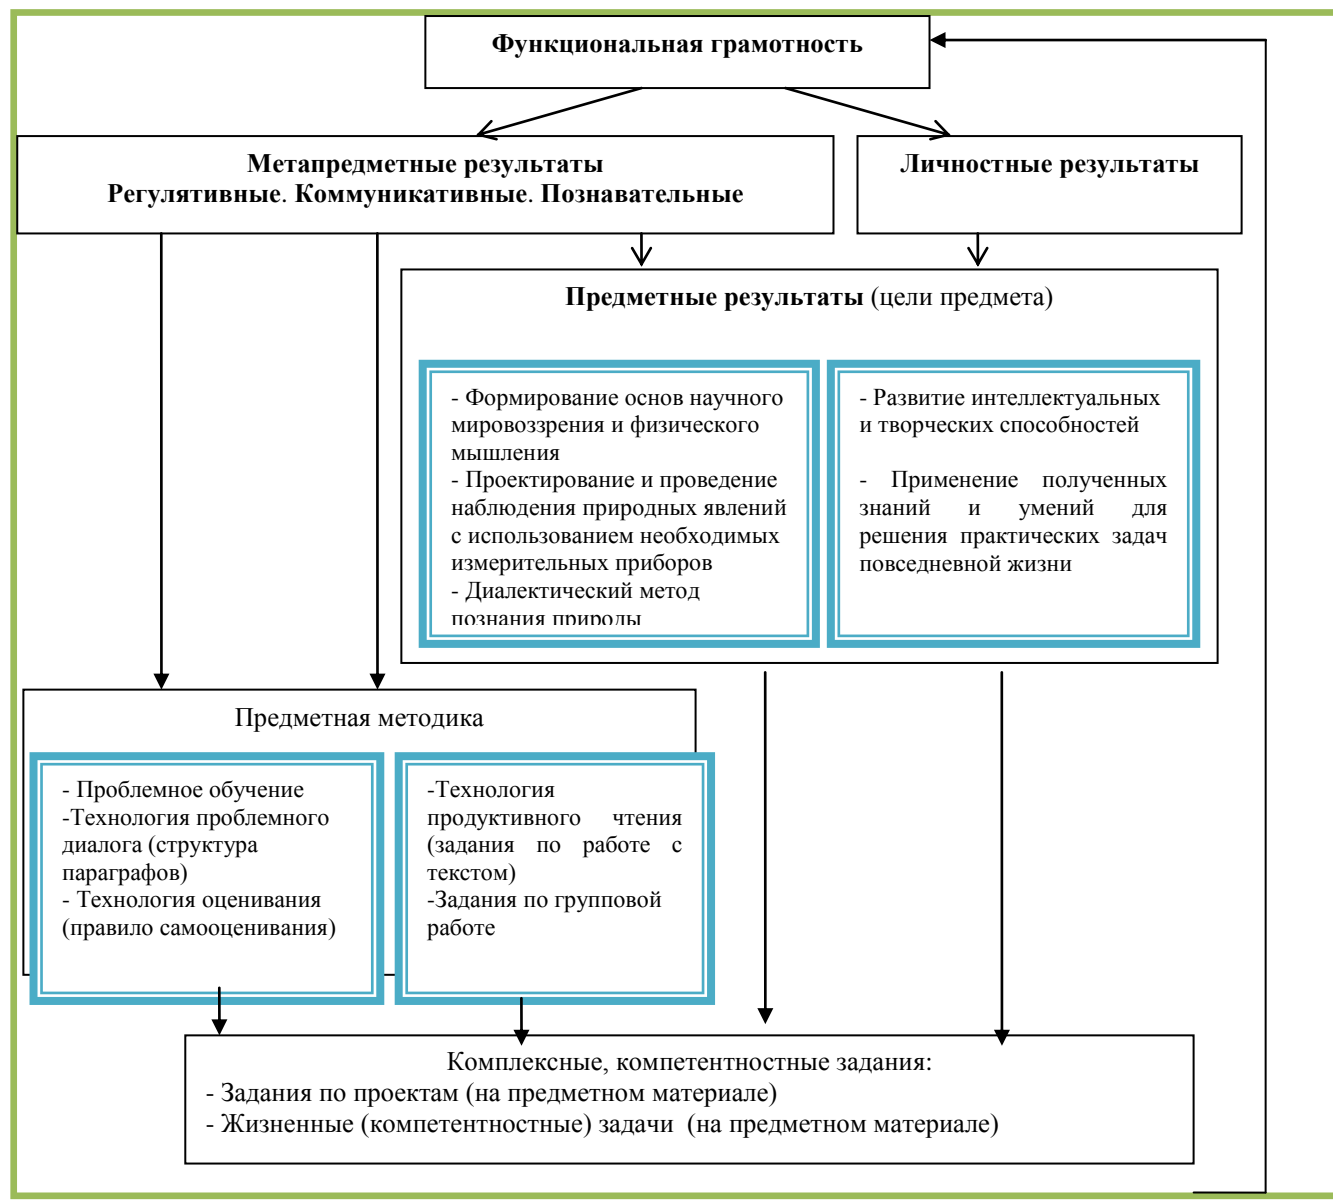 Функциональная грамотность
Метапредметные результаты
Регулятивные. Коммуникативные. Познавательные
Личностные результаты
Предметные результаты (цели предмета)
- Формирование основ научного
мировоззрения и физического
мышления
- Проектирование и проведение
наблюдения природных явлений
с использованием необходимых
измерительных приборов
- Диалектический метод
познания природы
- Развитие интеллектуальных
и творческих способностей
- Применение полученных
знаний и умений для
решения практических задач
повседневной жизни
Предметная методика
- Проблемное обучение
-Технология проблемного
диалога (структура
параграфов)
- Технология оценивания
(правило самооценивания)
-Технология
продуктивного чтения
(задания по работе с
текстом)
-Задания по групповой
работе
Комплексные, компетентностные задания:
- Задания по проектам (на предметном материале)
- Жизненные (компетентностные) задачи (на предметном материале)